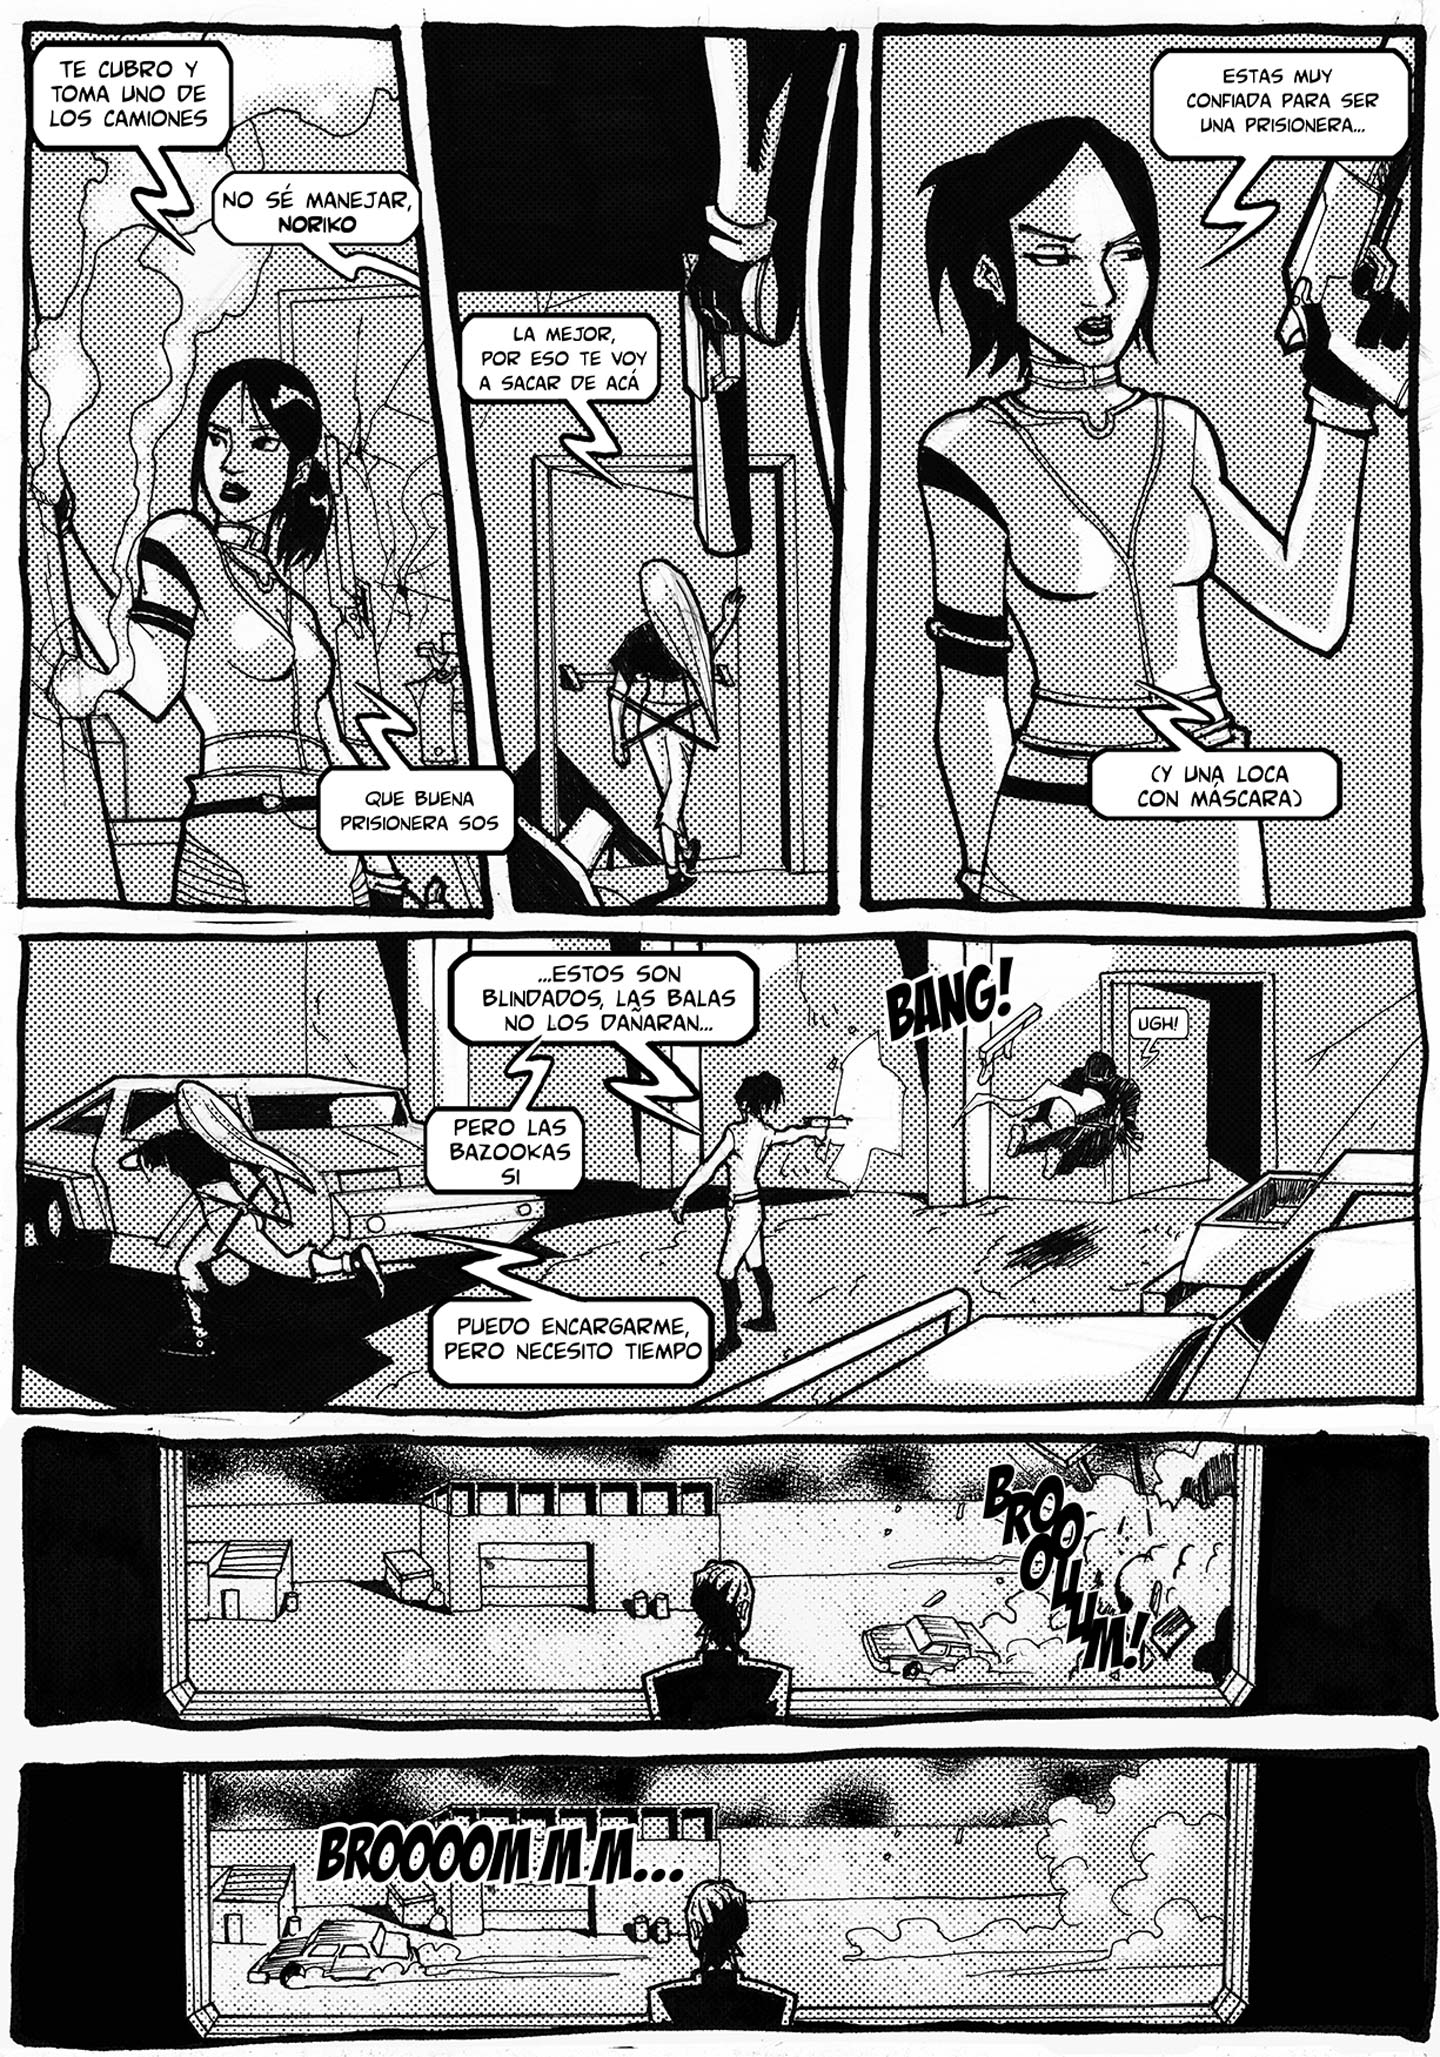 TE CUBRO Y
TOMA UNO DE
LOS CAMIONES
NO SÉ MANEJAR,
NORIKO
QUE BUENA
PRISIONERA SOS
LA MEJOR,
POR ESO TE VOY
A SACAR DE ACÁ
ESTAS MUY
CONFIADA PARA SER
UNA PRISIONERA...
(Y UNA LOCA
CON MÁSCARA)
...ESTOS SON
BLINDADOS, LAS BALAS
NO LOS DAÑARAN...
PERO LAS
BAZOOKAS
SI
PUEDO ENCARGARME,
PERO NECESITO TIEMPO
BANG!
UGH!
BROOOUUUM!
BROOOOM M M...